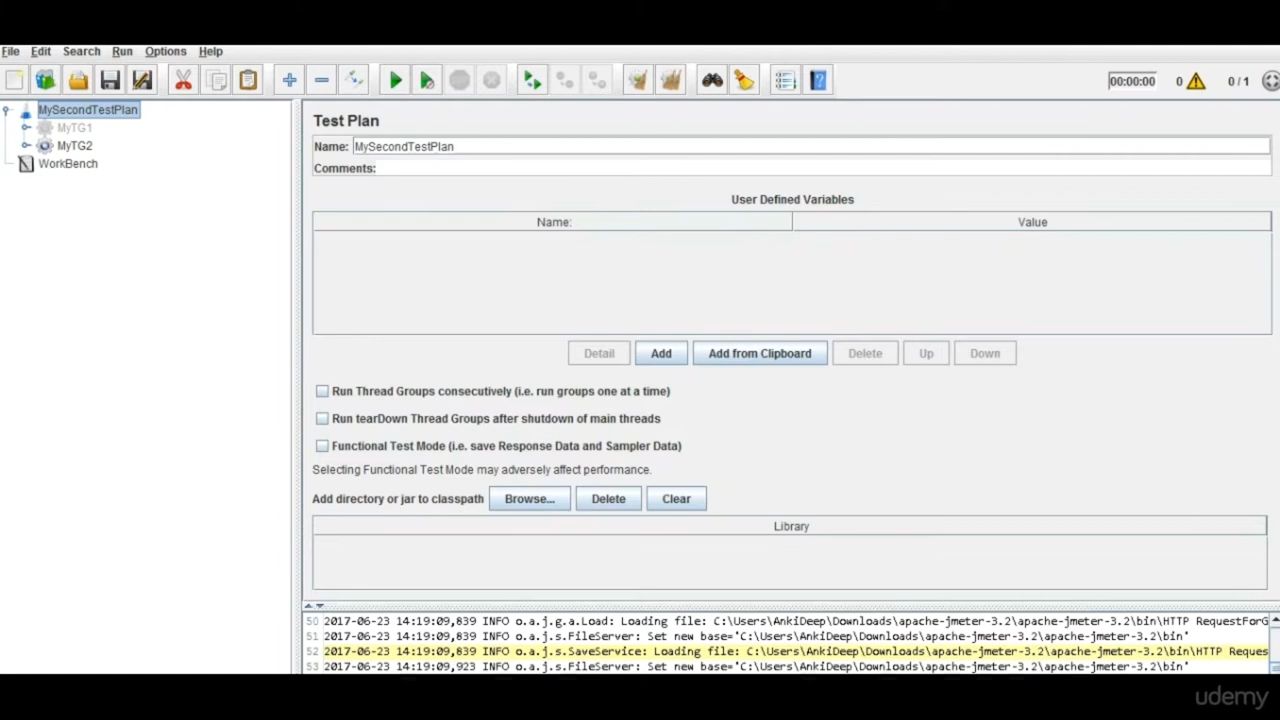 File Edit Search Run Options Help
00:00:00 0 0 / 1
MySecondTestPlan
MyTG1
MyTG2
WorkBench
Test Plan
Name: MySecondTestPlan
Comments:
User Defined Variables
Name: Value
Detail Add Add from Clipboard Delete Up Down
Run Thread Groups consecutively (i.e. run groups one at a time)
Run tearDown Thread Groups after shutdown of main threads
Functional Test Mode (i.e. save Response Data and Sampler Data)
Selecting Functional Test Mode may adversely affect performance.
Add directory or jar to classpath Browse... Delete Clear
Library
50 2017-06-23 14:19:09,839 INFO o.a.j.g.a.Load: Loading file: C:\Users\AnkiDeep\Downloads\apache-jmeter-3.2\apache-jmeter-3.2\bin\HTTP RequestForG
51 2017-06-23 14:19:09,839 INFO o.a.j.s.FileServer: Set new base='C:\Users\AnkiDeep\Downloads\apache-jmeter-3.2\apache-jmeter-3.2\bin'
52 2017-06-23 14:19:09,839 INFO o.a.j.s.SaveService: Loading file: C:\Users\AnkiDeep\Downloads\apache-jmeter-3.2\apache-jmeter-3.2\bin\HTTP Reques
53 2017-06-23 14:19:09,923 INFO o.a.j.s.FileServer: Set new base='C:\Users\AnkiDeep\Downloads\apache-jmeter-3.2\apache-jmeter-3.2\bin'
udemy